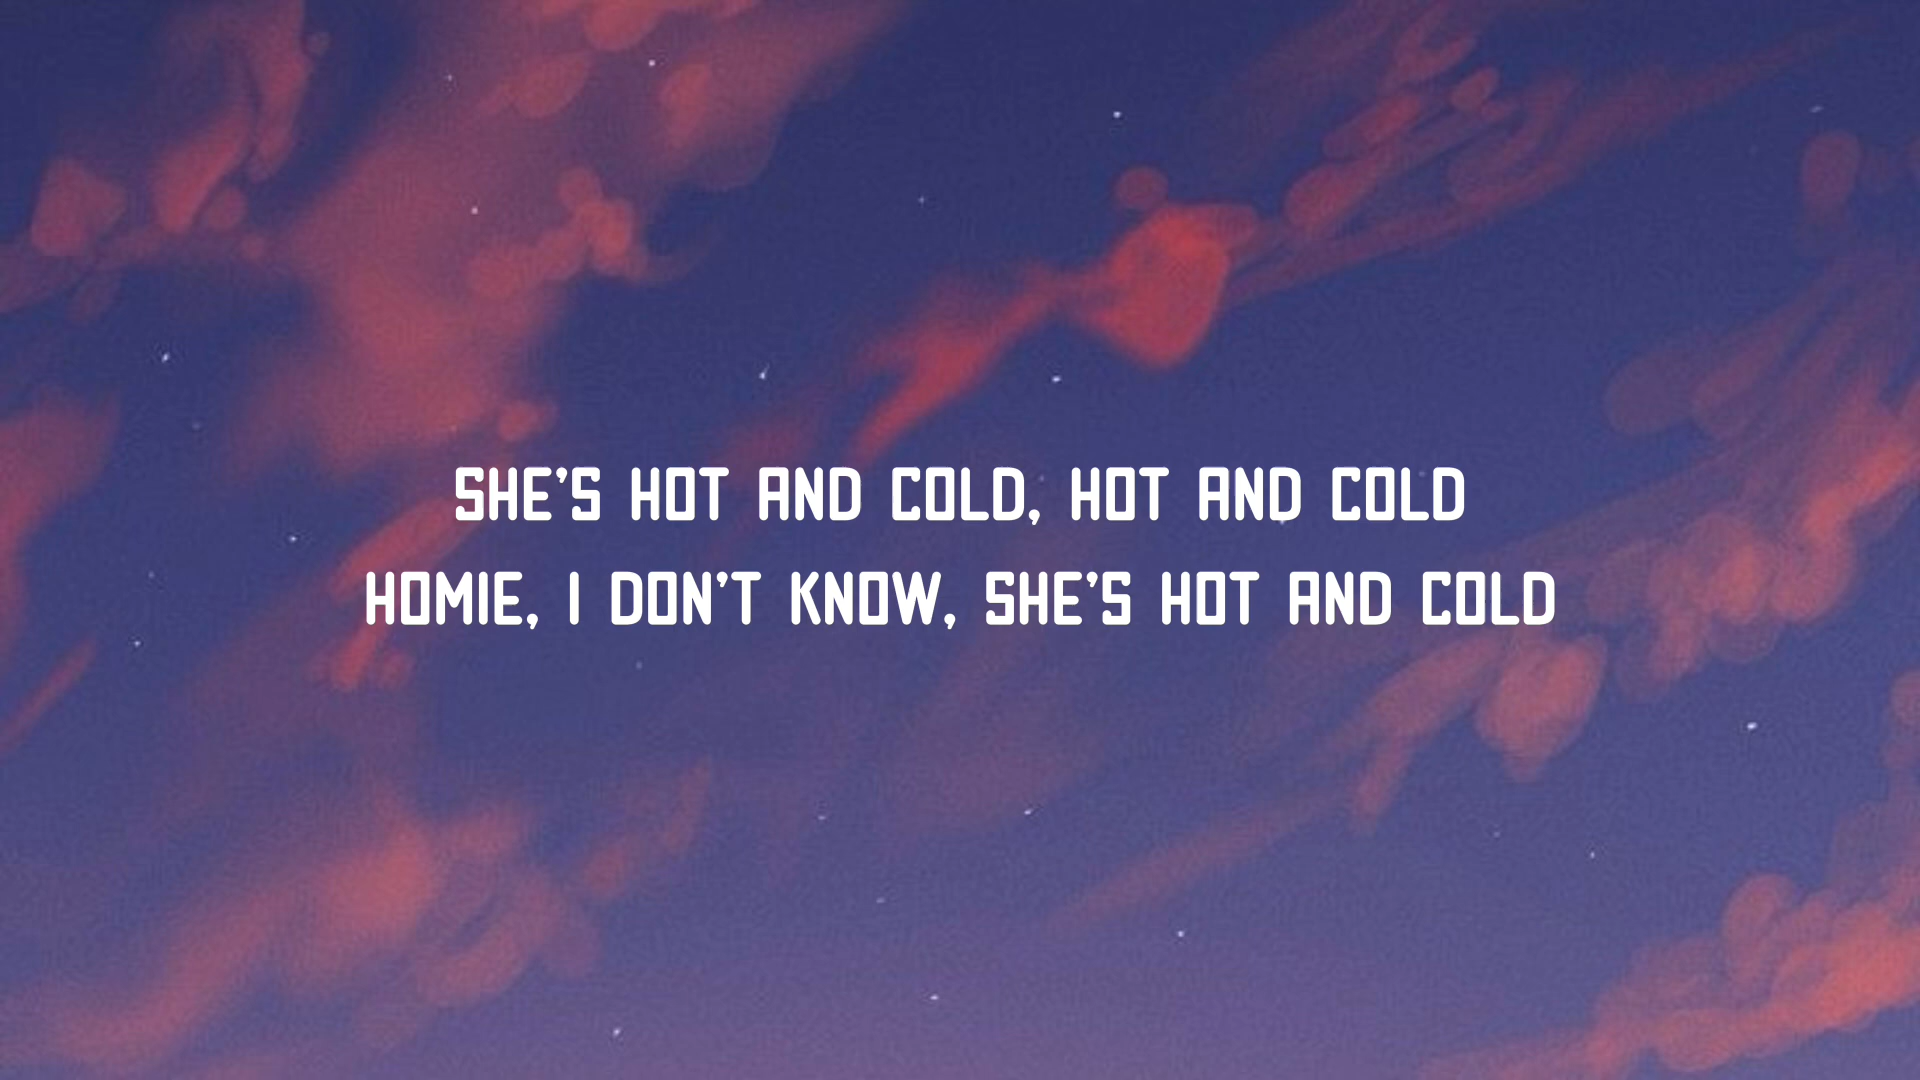 SHE'S HOT AND COLD, HOT AND COLD
HOMIE, I DON'T KNOW, SHE'S HOT AND COLD